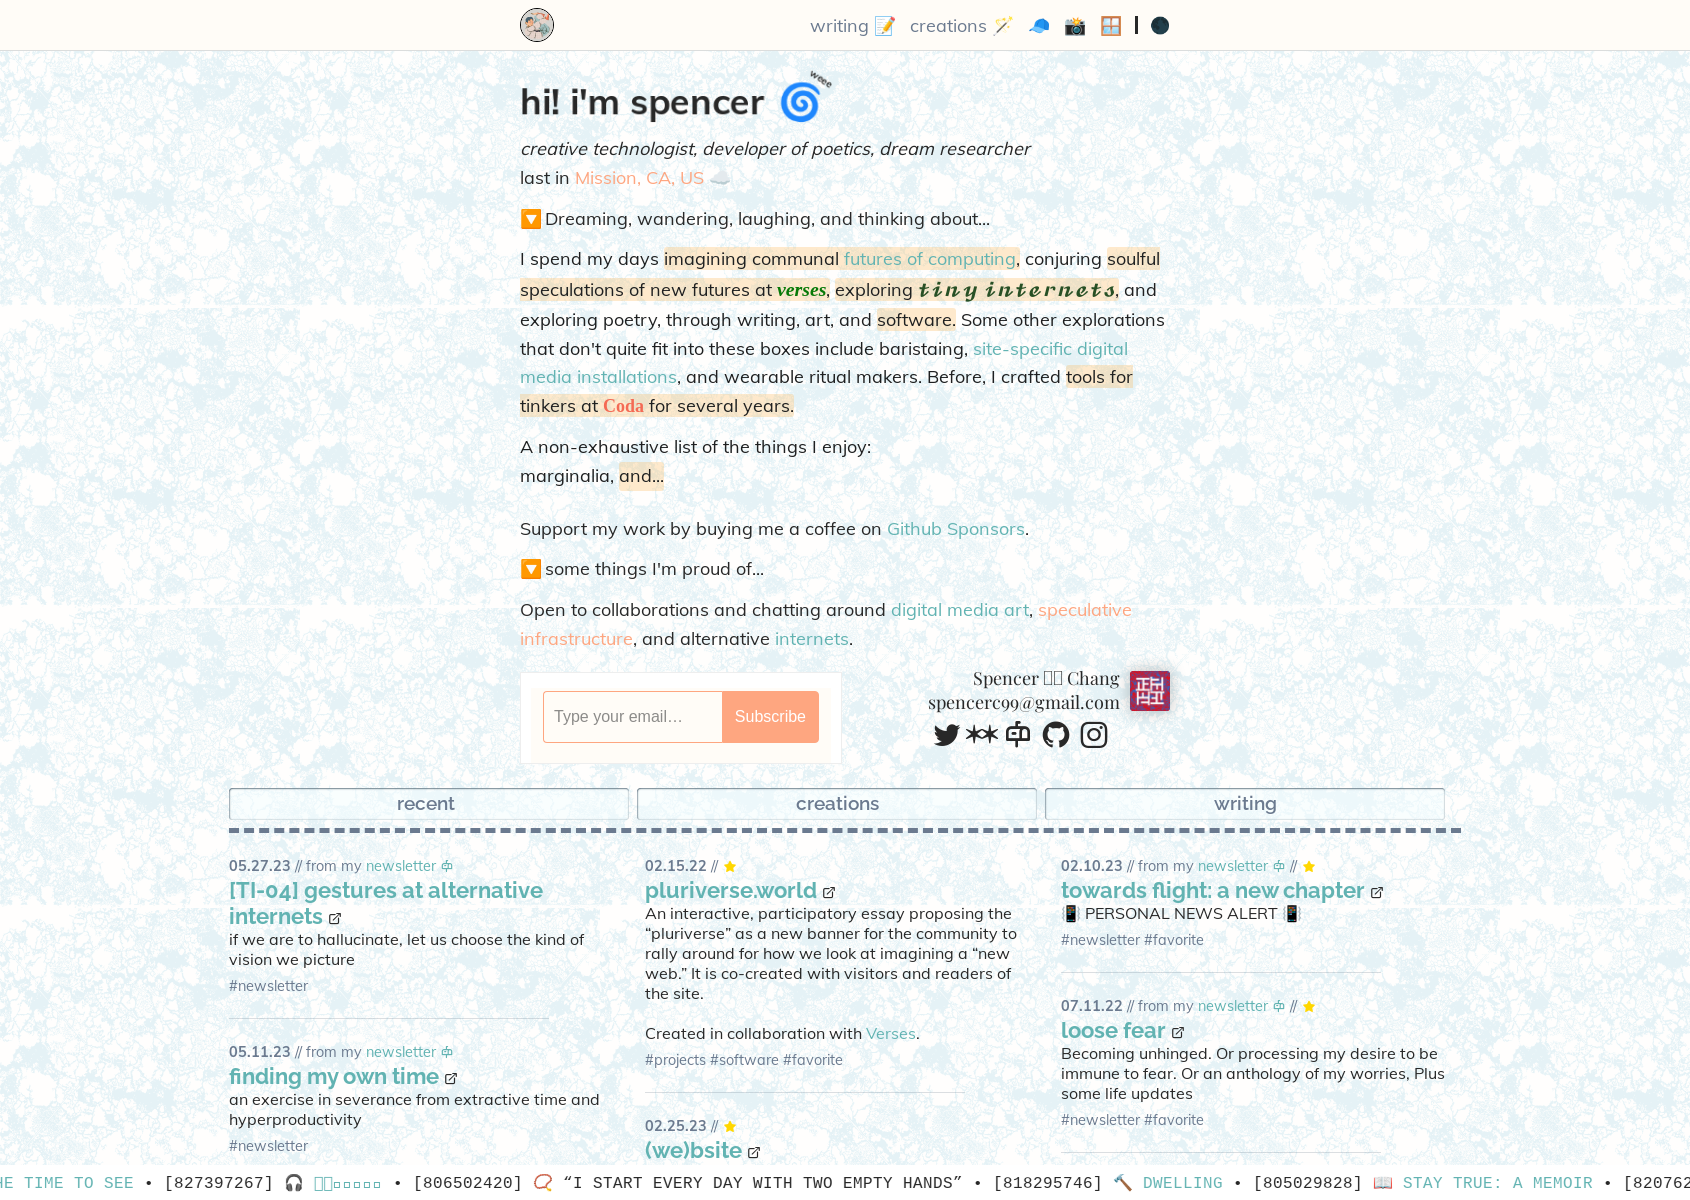 writing 📝 creations 🪄 🧢 📸 🪟 | 🌑
weee
hi! i'm spencer 🌀
creative technologist, developer of poetics, dream researcher
last in Mission, CA, US ☁️
🔽 Dreaming, wandering, laughing, and thinking about...
I spend my days imagining communal futures of computing, conjuring soulful
speculations of new futures at verses, exploring tiny internets, and
exploring poetry, through writing, art, and software. Some other explorations
that don't quite fit into these boxes include baristaing, site-specific digital
media installations, and wearable ritual makers. Before, I crafted tools for
tinkers at Coda for several years.
A non-exhaustive list of the things I enjoy:
marginalia, and...
Support my work by buying me a coffee on Github Sponsors.
🔽 some things I'm proud of...
Open to collaborations and chatting around digital media art, speculative
infrastructure, and alternative internets.
Type your email… Subscribe
Spencer Chang
spencerc99@gmail.com
recent
creations
writing
05.27.23 // from my newsletter
[TI-04] gestures at alternative
internets
if we are to hallucinate, let us choose the kind of
vision we picture
#newsletter
05.11.23 // from my newsletter
finding my own time
an exercise in severance from extractive time and
hyperproductivity
#newsletter
02.15.22 // ⭐
pluriverse.world
An interactive, participatory essay proposing the
“pluriverse” as a new banner for the community to
rally around for how we look at imagining a “new
web.” It is co-created with visitors and readers of
the site.
Created in collaboration with Verses.
#projects #software #favorite
02.25.23 // ⭐
(we)bsite
02.10.23 // from my newsletter // ⭐
towards flight: a new chapter
📳 PERSONAL NEWS ALERT 📳
#newsletter #favorite
07.11.22 // from my newsletter // ⭐
loose fear
Becoming unhinged. Or processing my desire to be
immune to fear. Or an anthology of my worries, Plus
some life updates
#newsletter #favorite
HE TIME TO SEE • [827397267] 🎧 • [806502420] 📿 “I START EVERY DAY WITH TWO EMPTY HANDS” • [818295746] 🔨 DWELLING • [805029828] 📖 STAY TRUE: A MEMOIR • [820762